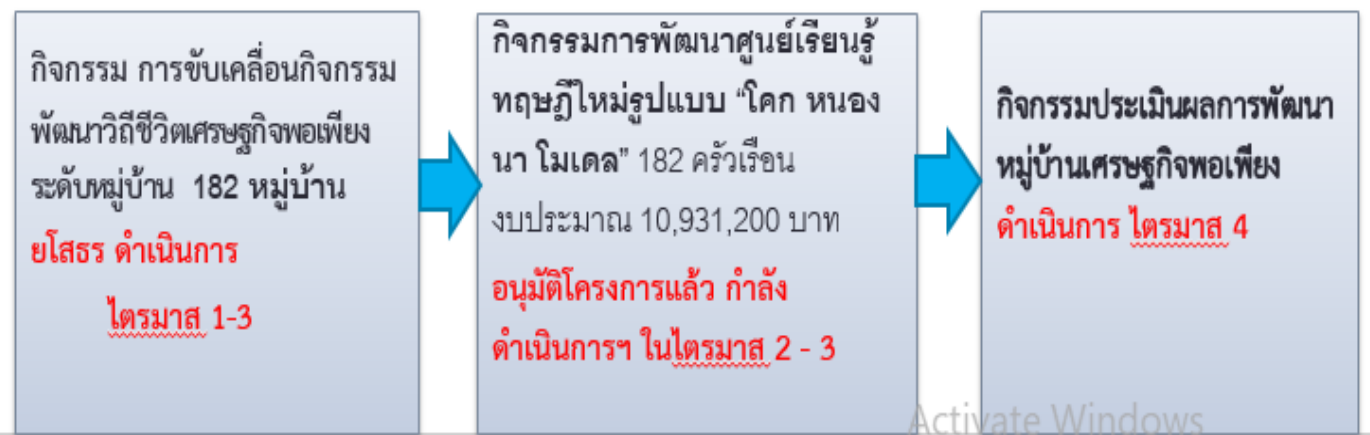 กิจกรรม การขับเคลื่อนกิจกรรม
พัฒนาวิถีชีวิตเศรษฐกิจพอเพียง
ระดับหมู่บ้าน 182 หมู่บ้าน
ยโสธร ดำเนินการ
ไตรมาส 1-3
กิจกรรมการพัฒนาศูนย์เรียนรู้
ทฤษฎีใหม่รูปแบบ “โคก หนอง
นา โมเดล” 182 ครัวเรือน
งบประมาณ 10,931,200 บาท
อนุมัติโครงการแล้ว กำลัง
ดำเนินการฯ ในไตรมาส 2 - 3
กิจกรรมประเมินผลการพัฒนา
หมู่บ้านเศรษฐกิจพอเพียง
ดำเนินการ ไตรมาส 4
Activate Windows